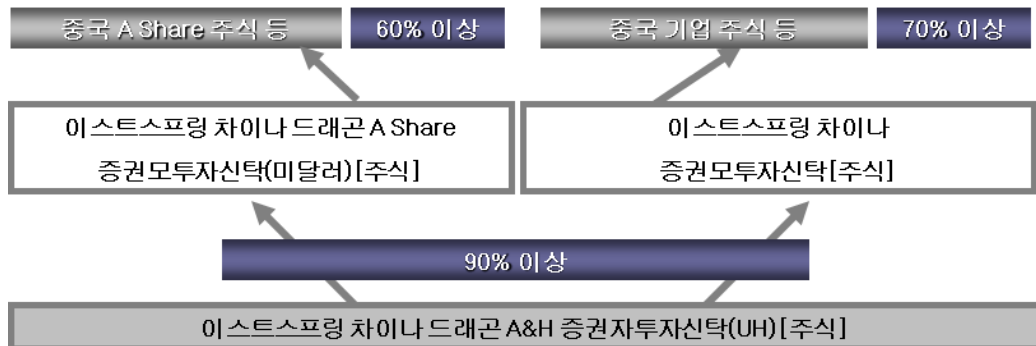 중국 A Share 주식 등 60% 이상 중국 기업 주식 등 70% 이상
이스트스프링 차이나드래곤 A Share
증권모투자신탁(미달러)[주식]
이스트스프링 차이나
증권모투자신탁[주식]
90% 이상
이스트스프링 차이나 드래곤 A&H 증권자투자신탁(UH)[주식]